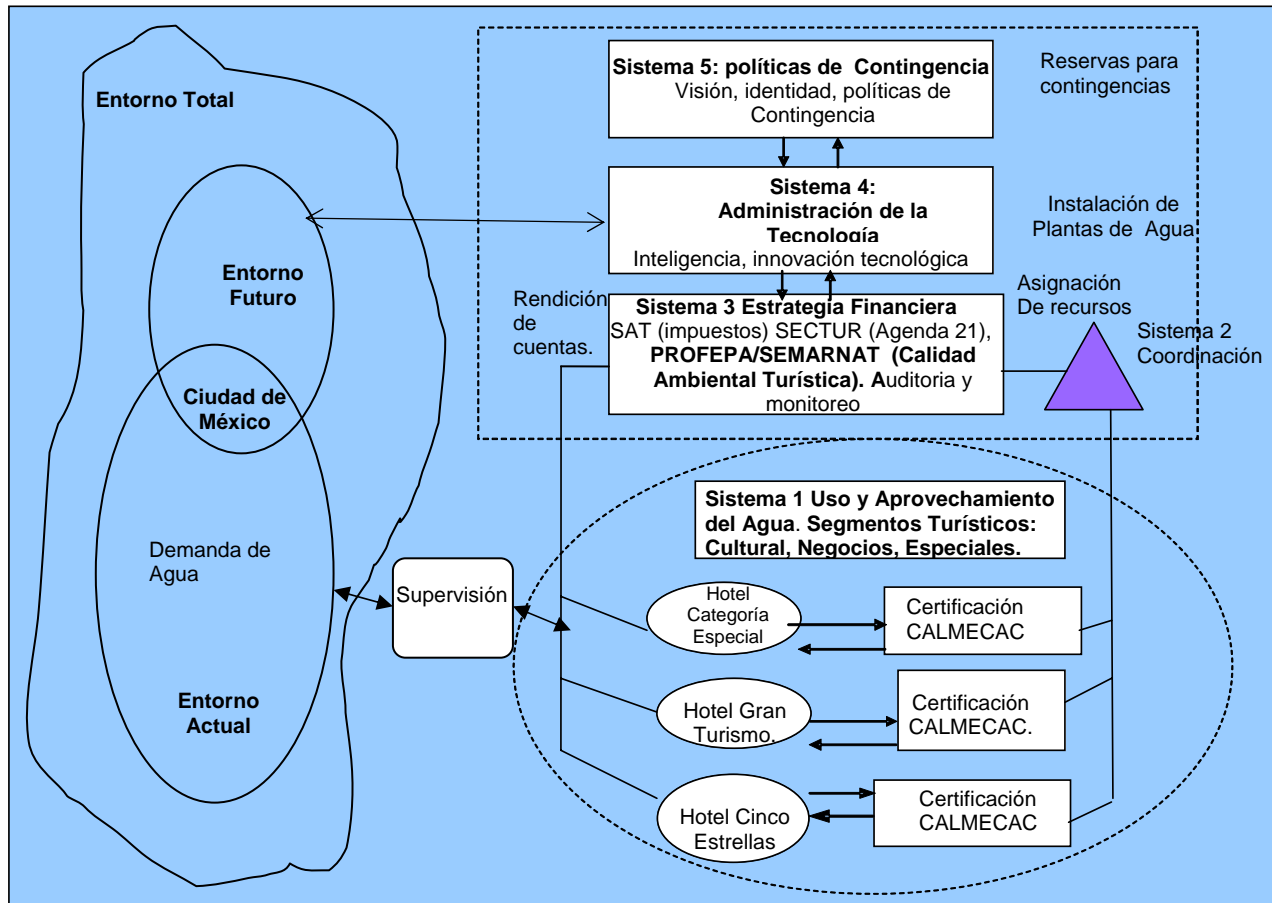 Entorno Total
Entorno
Futuro
Ciudad de
México
Demanda de
Agua
Entorno
Actual
Supervisión
Sistema 5: políticas de Contingencia
Visión, identidad, políticas de
Contingencia
Reservas para
contingencias
Sistema 4:
Administración de la
Tecnología
Inteligencia, innovación tecnológica
Instalación de
Plantas de Agua
Rendición
de
cuentas.
Sistema 3 Estrategia Financiera
SAT (impuestos) SECTUR (Agenda 21),
PROFEPA/SEMARNAT (Calidad
Ambiental Turística). Auditoria y
monitoreo
Asignación
De recursos
Sistema 2
Coordinación
Sistema 1 Uso y Aprovechamiento
del Agua. Segmentos Turísticos:
Cultural, Negocios, Especiales.
Hotel
Categoría
Especial
Certificación
CALMECAC
Hotel Gran
Turismo.
Certificación
CALMECAC.
Hotel Cinco
Estrellas
Certificación
CALMECAC